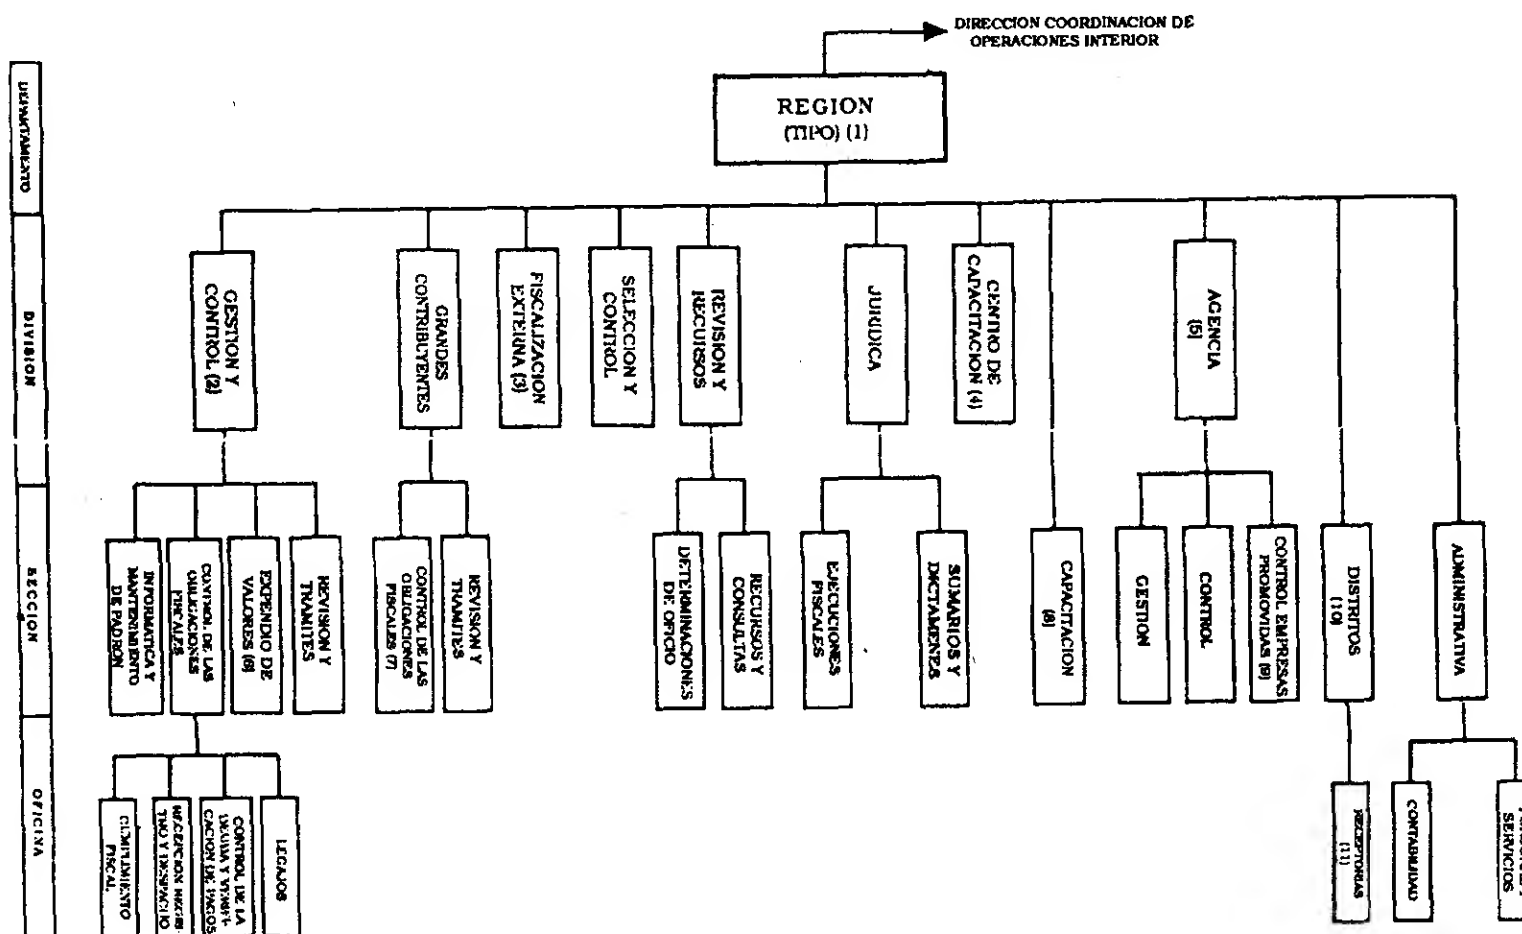 DIRECCION COORDINACION DE
OPERACIONES INTERIOR
REGION
(TIPO) (1)
DEPARTAMENTO
DIVISION
SECCION
OFICINA
GESTION Y
CONTROL (2)
GRANDES
CONTRIBUYENTES
FISCALIZACION
EXTERNA (3)
SELECCION Y
CONTROL
REVISION Y
RECURSOS
JURIDICA
CENTRO DE
CAPACITACION (4)
AGENCIA
(5)
INFORMATICA Y
MANTENIMIENTO
DE PADRON
CONTROL DE LAS
OBLIGACIONES
FISCALES
EXPENDIO DE
VALORES (6)
REVISION Y
TRAMITES
CONTROL DE LAS
OBLIGACIONES
FISCALES (7)
REVISION Y
TRAMITES
DETERMINACIONES
DE OFICIO
RECURSOS Y
CONSULTAS
EJECUCIONES
FISCALES
SUMARIOS Y
DICTAMENES
CAPACITACION
(8)
GESTION
CONTROL
CONTROL EMPRESAS
PROMOVIDAS (9)
DISTRITOS
(10)
ADMINISTRATIVA
CUMPLIMIENTO
FISCAL
RECEPCION REGIS-
TRO Y DESPACHO
CONTROL DE LA
DEUDA Y VERIFI-
CACION DE PAGOS
LEGAJOS
RECEPTORIAS
(11)
CONTABILIDAD
SERVICIOS